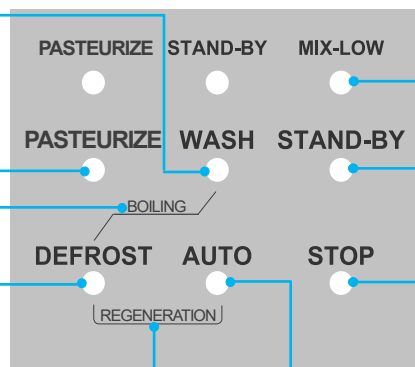 PASTEURIZE STAND-BY MIX-LOW
PASTEURIZE WASH STAND-BY
BOILING
DEFROST AUTO STOP
REGENERATION